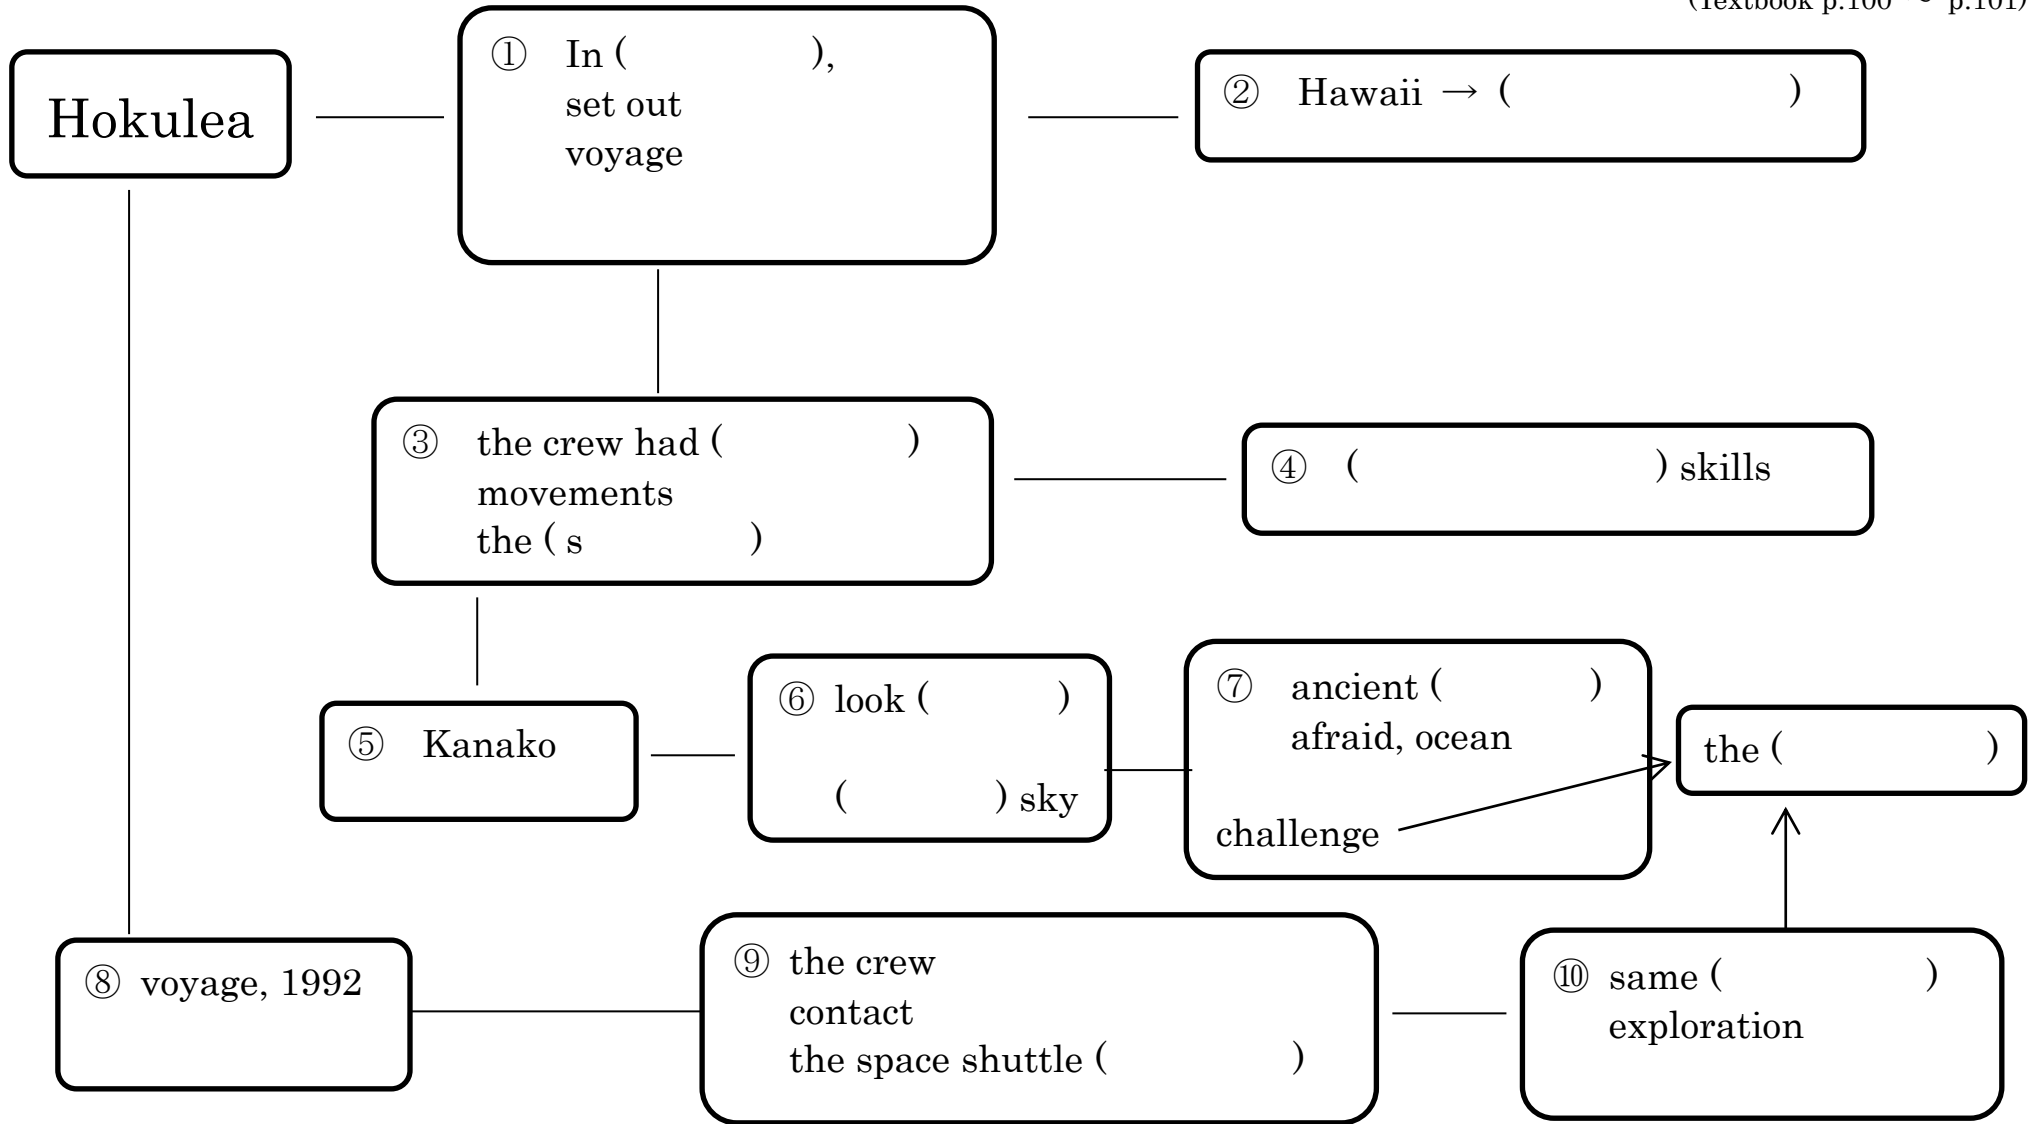 (Textbook p.100 ~ p.101)
Hokulea
① In ( ),
set out
voyage
② Hawaii → ( )
③ the crew had ( )
movements
the ( s )
④ ( ) skills
⑤ Kanako
⑥ look ( )
( ) sky
⑦ ancient ( )
afraid, ocean
challenge
the ( )
⑧ voyage, 1992
⑨ the crew
contact
the space shuttle ( )
⑩ same ( )
exploration